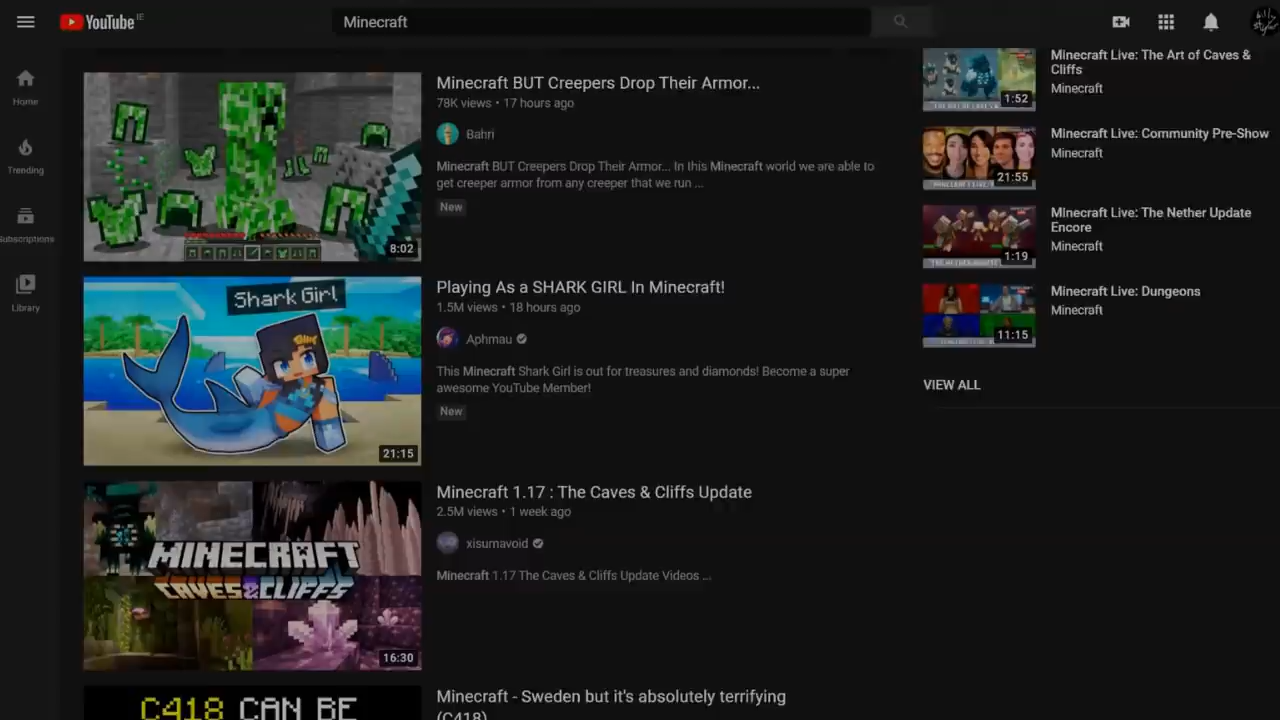 YouTube IE
Minecraft
Home
Trending
Subscriptions
Library
8:02
Minecraft BUT Creepers Drop Their Armor...
78K views • 17 hours ago
Bahri
Minecraft BUT Creepers Drop Their Armor... In this Minecraft world we are able to
get creeper armor from any creeper that we run ...
New
Shark Girl
21:15
Playing As a SHARK GIRL In Minecraft!
1.5M views • 18 hours ago
Aphmau
This Minecraft Shark Girl is out for treasures and diamonds! Become a super
awesome YouTube Member!
New
MINECRAFT
CAVES & CLIFFS
16:30
Minecraft 1.17 : The Caves & Cliffs Update
2.5M views • 1 week ago
xisumavoid
Minecraft 1.17 The Caves & Cliffs Update Videos ...
C418 CAN BE
Minecraft - Sweden but it's absolutely terrifying
(C418)
1:52
Minecraft Live: The Art of Caves &
Cliffs
Minecraft
21:55
Minecraft Live: Community Pre-Show
Minecraft
1:19
Minecraft Live: The Nether Update
Encore
Minecraft
11:15
Minecraft Live: Dungeons
Minecraft
VIEW ALL